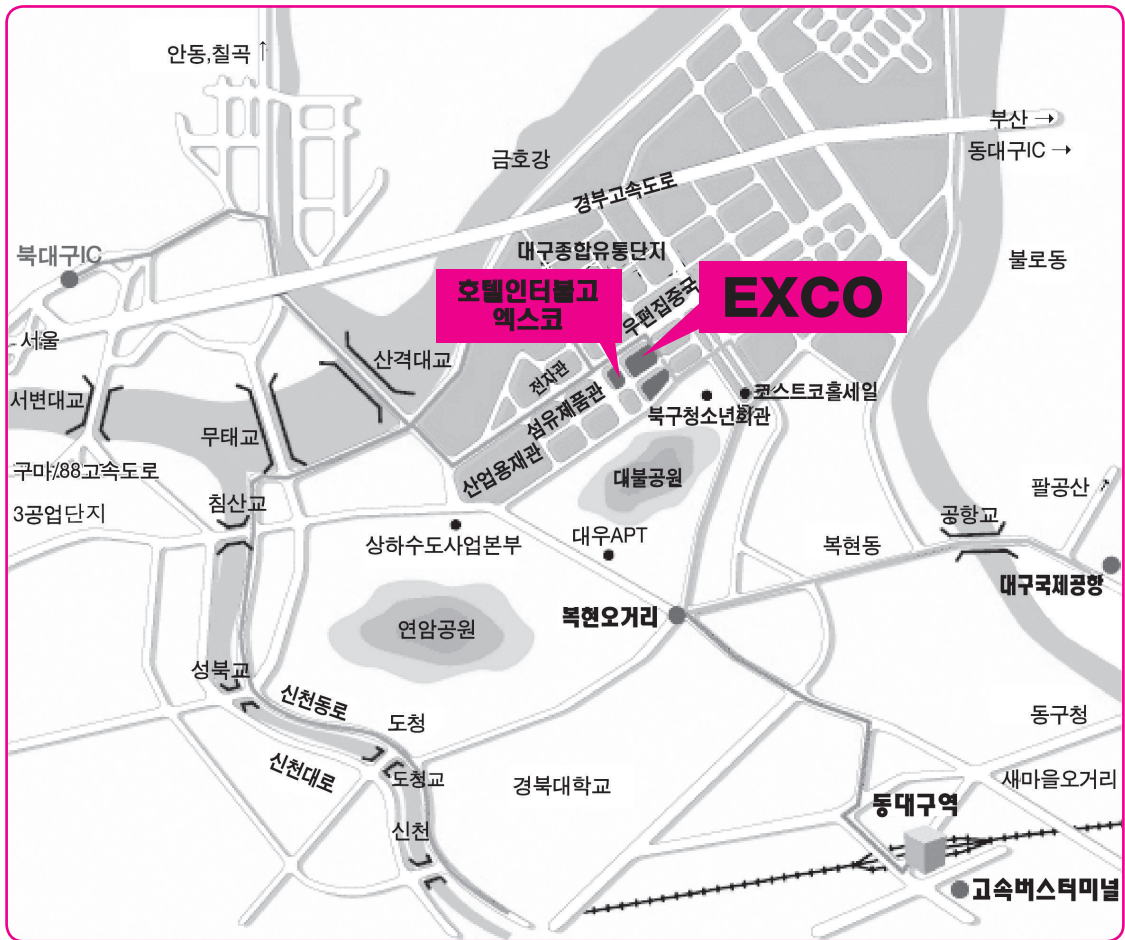 안동,칠곡 ↑
부산 →
동대구IC →
금호강
경부고속도로
북대구IC
대구종합유통단지
불로동
호텔인터불고
엑스코
EXCO
우편집중국
서울
산격대교
전자관
서변대교
섬유제품관
코스트코홀세일
북구청소년회관
무태교
산업용재관
구마/88고속도로
대불공원
팔공산
침산교
3공업단지
공항교
상하수도사업본부
대우APT
복현동
대구국제공항
복현오거리
연암공원
성북교
신천동로
도청
동구청
신천대로
도청교
경북대학교
새마을오거리
동대구역
신천
고속버스터미널